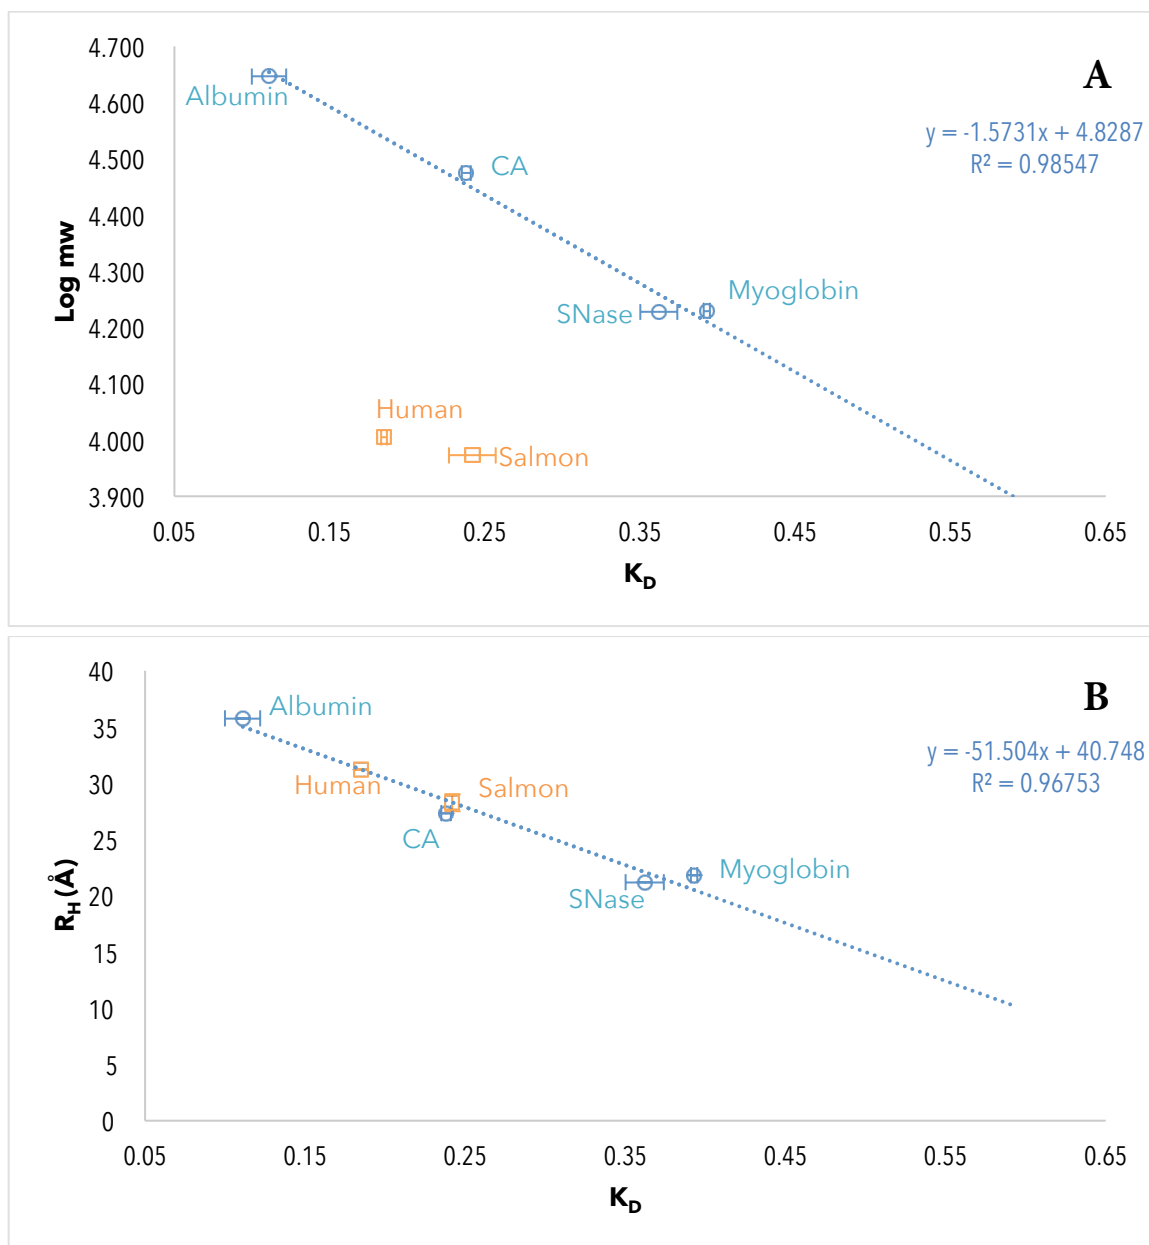 A
4.700
4.600
4.500
4.400
4.300
4.200
4.100
4.000
3.900
Log mw
Albumin
CA
SNase
Myoglobin
Human
Salmon
y = -1.5731x + 4.8287
R² = 0.98547
0.05 0.15 0.25 0.35 0.45 0.55 0.65
K_D
B
40
35
30
25
20
15
10
5
0
R_H (Å)
Albumin
Human
Salmon
CA
SNase
Myoglobin
y = -51.504x + 40.748
R² = 0.96753
0.05 0.15 0.25 0.35 0.45 0.55 0.65
K_D